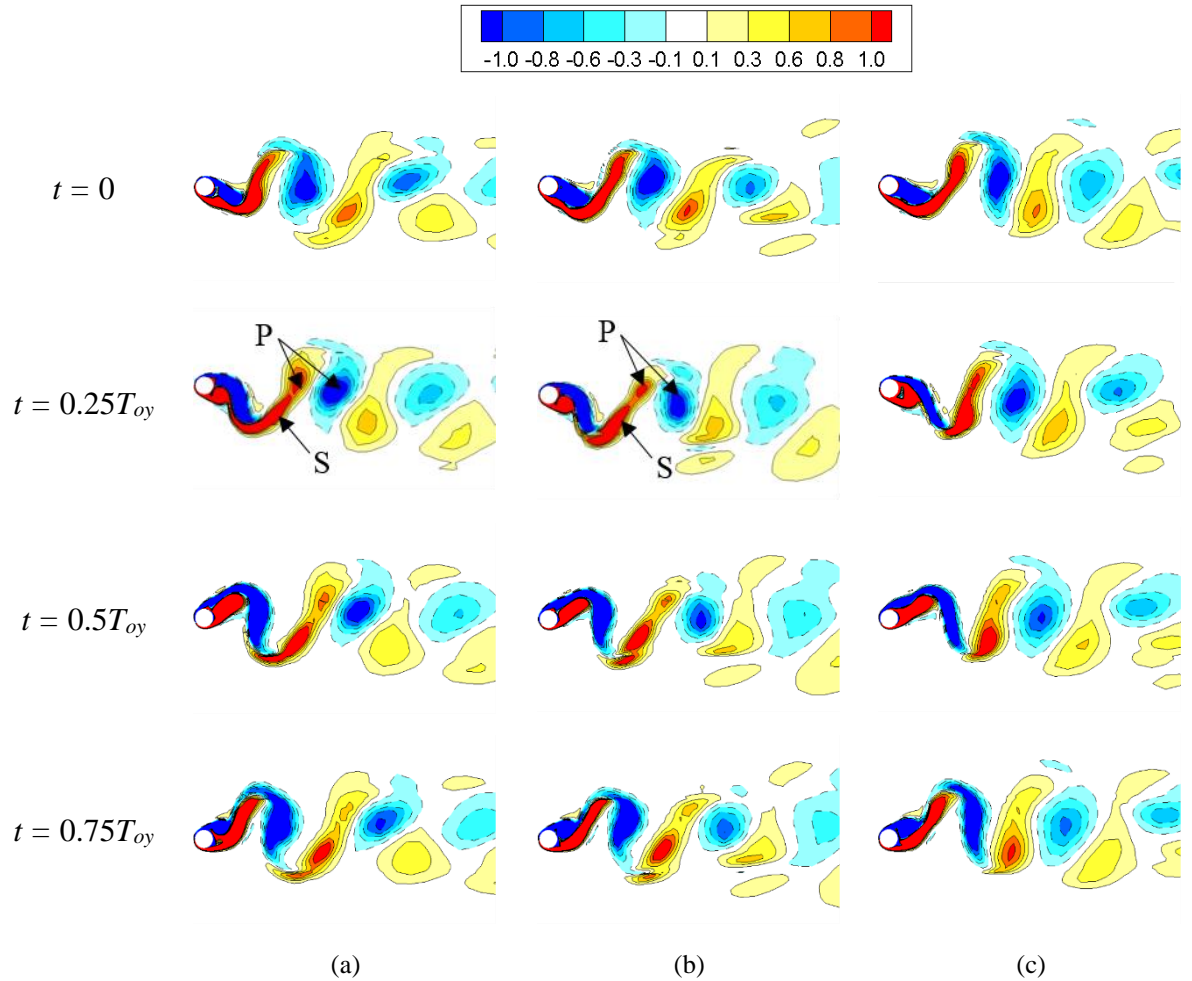 -1.0 -0.8 -0.6 -0.3 -0.1 0.1 0.3 0.6 0.8 1.0
t = 0
P P
t = 0.25Toy
S S
t = 0.5Toy
t = 0.75Toy
(a) (b) (c)